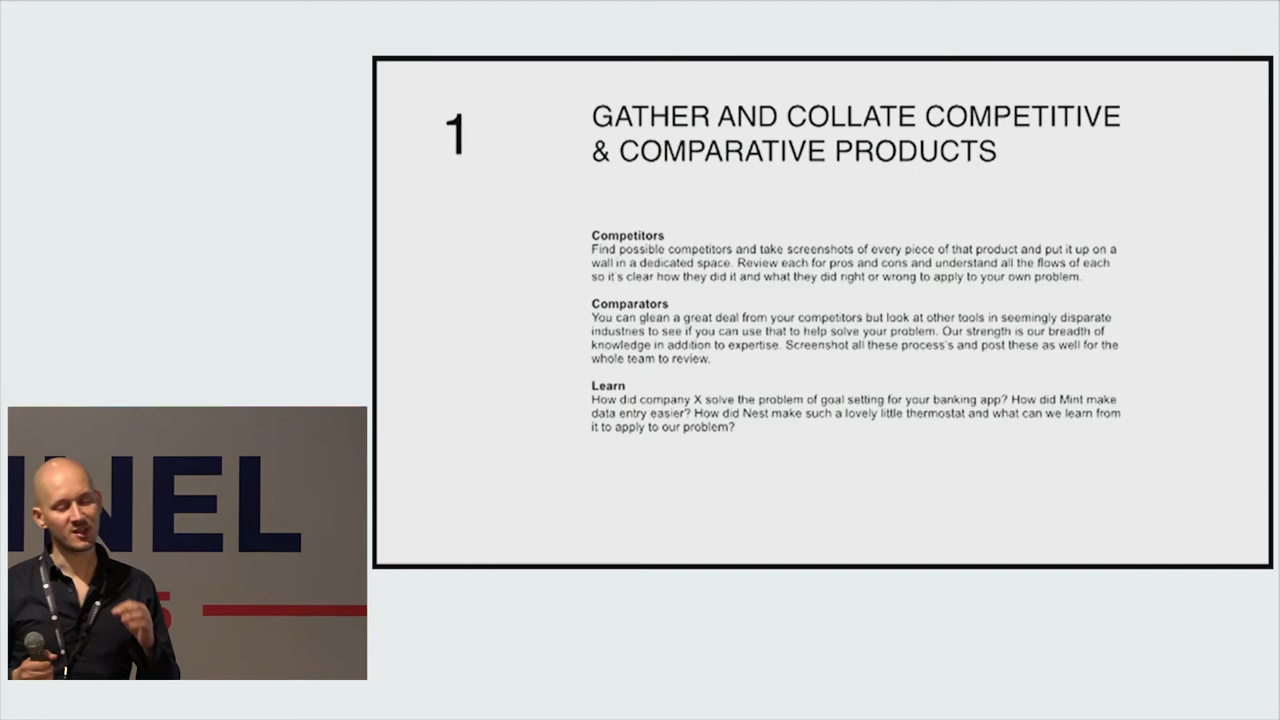 1
GATHER AND COLLATE COMPETITIVE
& COMPARATIVE PRODUCTS
Competitors
Find possible competitors and take screenshots of every piece of that product and put it up on a
wall in a dedicated space. Review each for pros and cons and understand all the flows of each
so it's clear how they did it and what they did right or wrong to apply to your own problem.
Comparators
You can glean a great deal from your competitors but look at other tools in seemingly disparate
industries to see if you can use that to help solve your problem. Our strength is our breadth of
knowledge in addition to expertise. Screenshot all these process's and post these as well for the
whole team to review.
Learn
How did company X solve the problem of goal setting for your banking app? How did Mint make
data entry easier? How did Nest make such a lovely little thermostat and what can we learn from
it to apply to our problem?
NEL
5